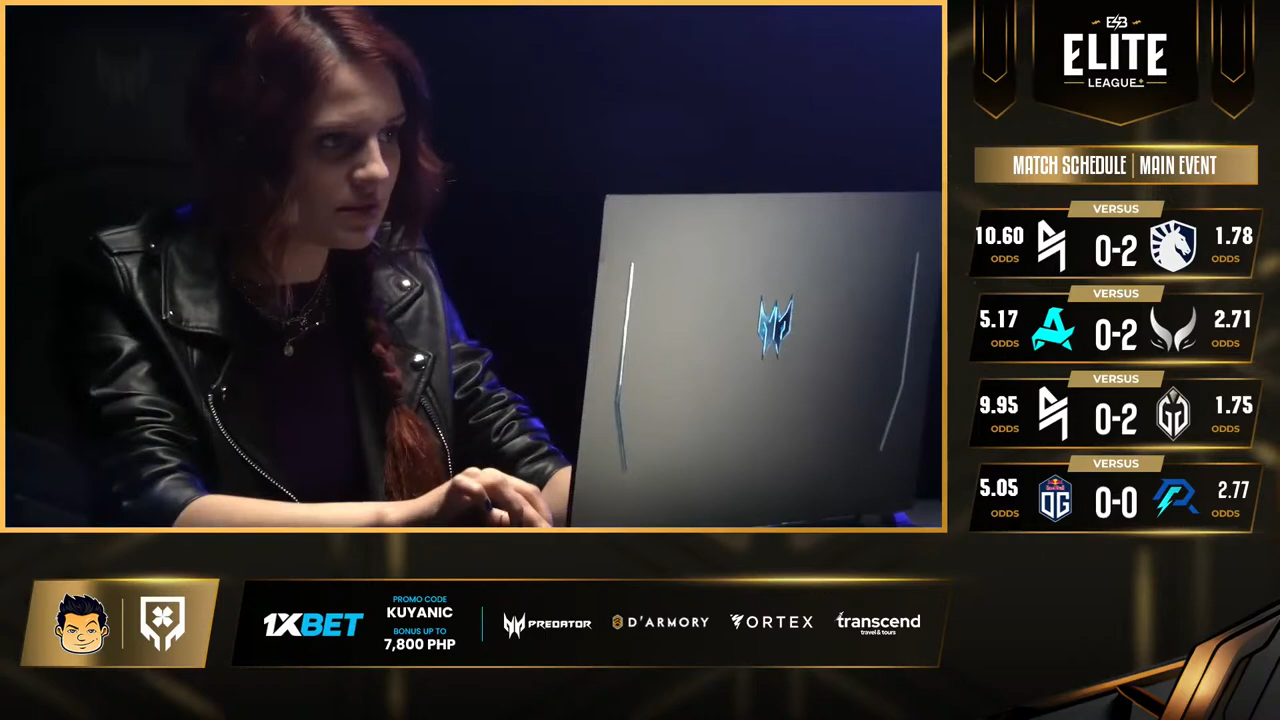 ESB
ELITE
LEAGUE
MATCH SCHEDULE | MAIN EVENT
VERSUS
10.60
ODDS
0-2
1.78
ODDS
VERSUS
5.17
ODDS
0-2
2.71
ODDS
VERSUS
9.95
ODDS
0-2
1.75
ODDS
VERSUS
5.05
ODDS
OG
0-0
2.77
ODDS
1XBET
PROMO CODE
KUYANIC
BONUS UP TO
7,800 PHP
PREDATOR
D'ARMORY
VORTEX
transcend
travel & tours